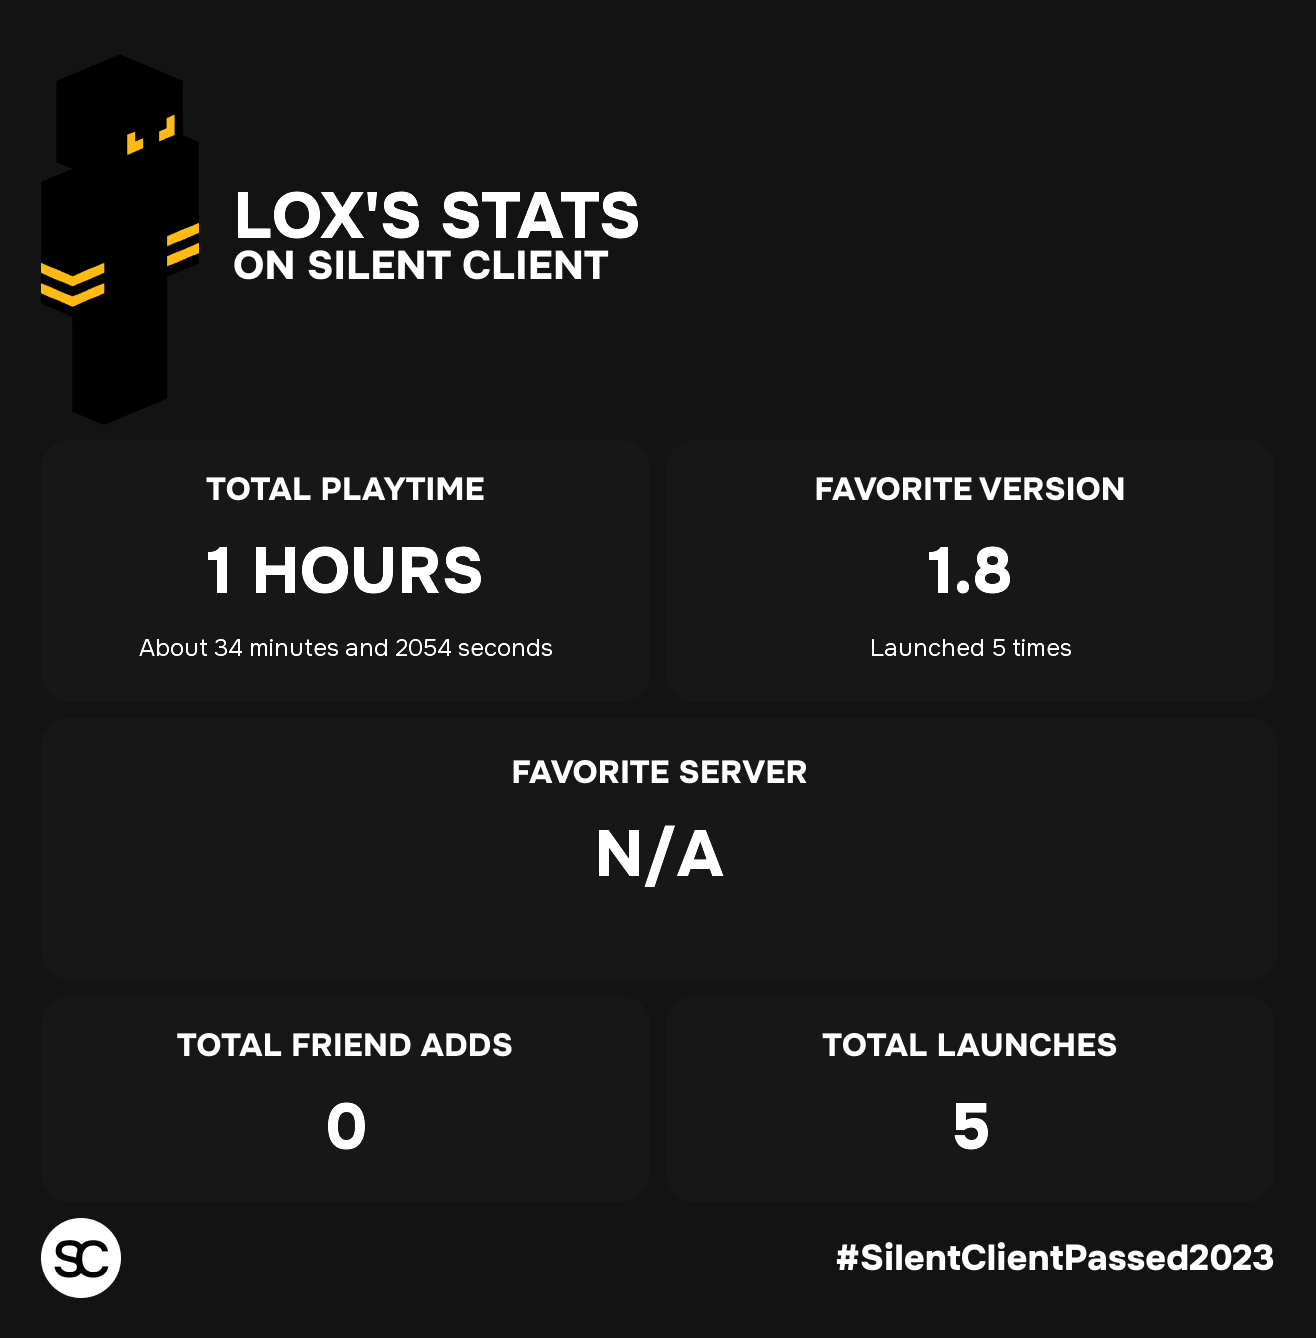 LOX'S STATS
ON SILENT CLIENT
TOTAL PLAYTIME
1 HOURS
About 34 minutes and 2054 seconds
FAVORITE VERSION
1.8
Launched 5 times
FAVORITE SERVER
N/A
TOTAL FRIEND ADDS
0
TOTAL LAUNCHES
5
SC
#SilentClientPassed2023